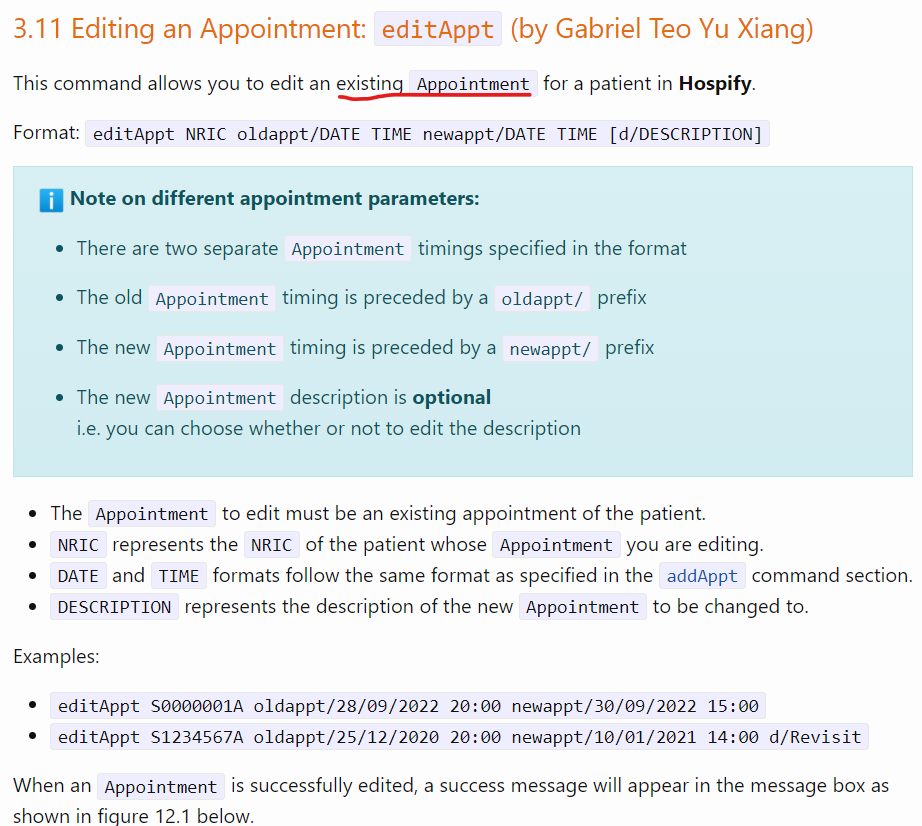 3.11 Editing an Appointment: editAppt (by Gabriel Teo Yu Xiang)
This command allows you to edit an existing Appointment for a patient in Hospify.
Format: editAppt NRIC oldappt/DATE TIME newappt/DATE TIME [d/DESCRIPTION]
i Note on different appointment parameters:
• There are two separate Appointment timings specified in the format
• The old Appointment timing is preceded by a oldappt/ prefix
• The new Appointment timing is preceded by a newappt/ prefix
• The new Appointment description is optional
i.e. you can choose whether or not to edit the description
• The Appointment to edit must be an existing appointment of the patient.
• NRIC represents the NRIC of the patient whose Appointment you are editing.
• DATE and TIME formats follow the same format as specified in the addAppt command section.
• DESCRIPTION represents the description of the new Appointment to be changed to.
Examples:
• editAppt S0000001A oldappt/28/09/2022 20:00 newappt/30/09/2022 15:00
• editAppt S1234567A oldappt/25/12/2020 20:00 newappt/10/01/2021 14:00 d/Revisit
When an Appointment is successfully edited, a success message will appear in the message box as
shown in figure 12.1 below.